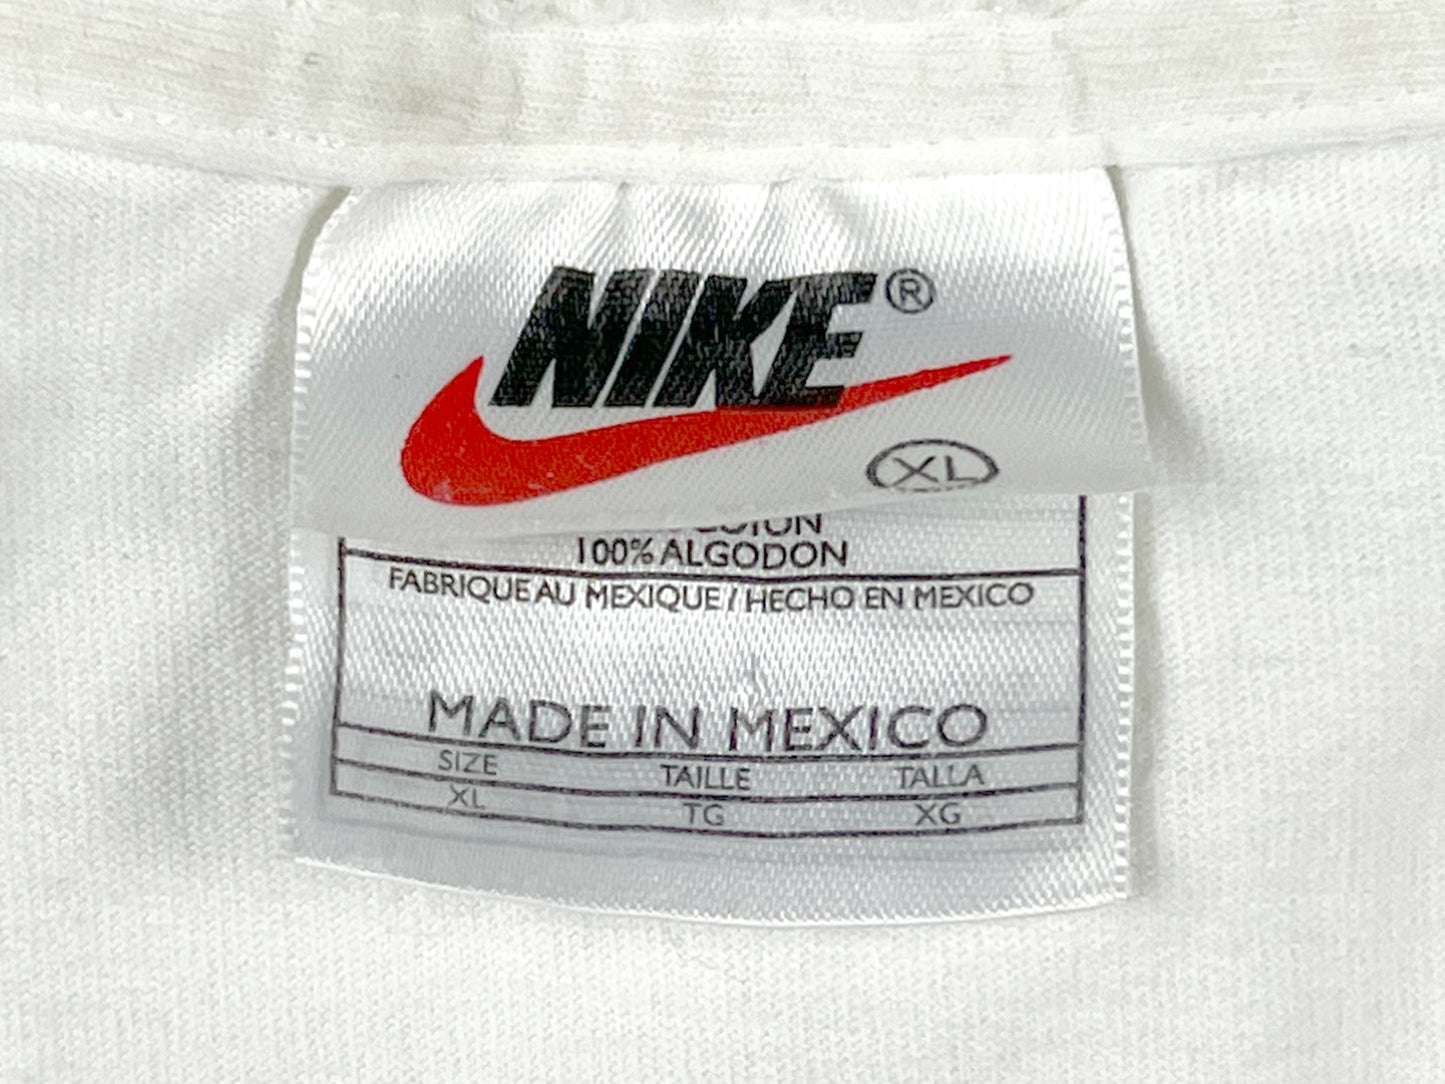 NIKE®
XL
100% ALGODON
FABRIQUE AU MEXIQUE / HECHO EN MEXICO
MADE IN MEXICO
SIZE TAILLE TALLA
XL TG XG